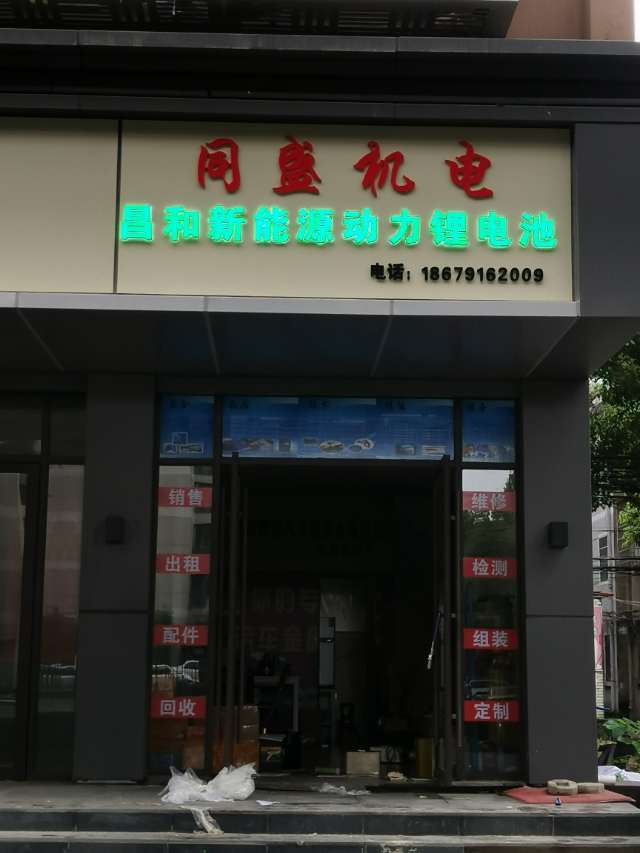 同盛机电
昌和新能源动力锂电池
电话：18679162009
销售
出租
配件
回收
维修
检测
组装
定制